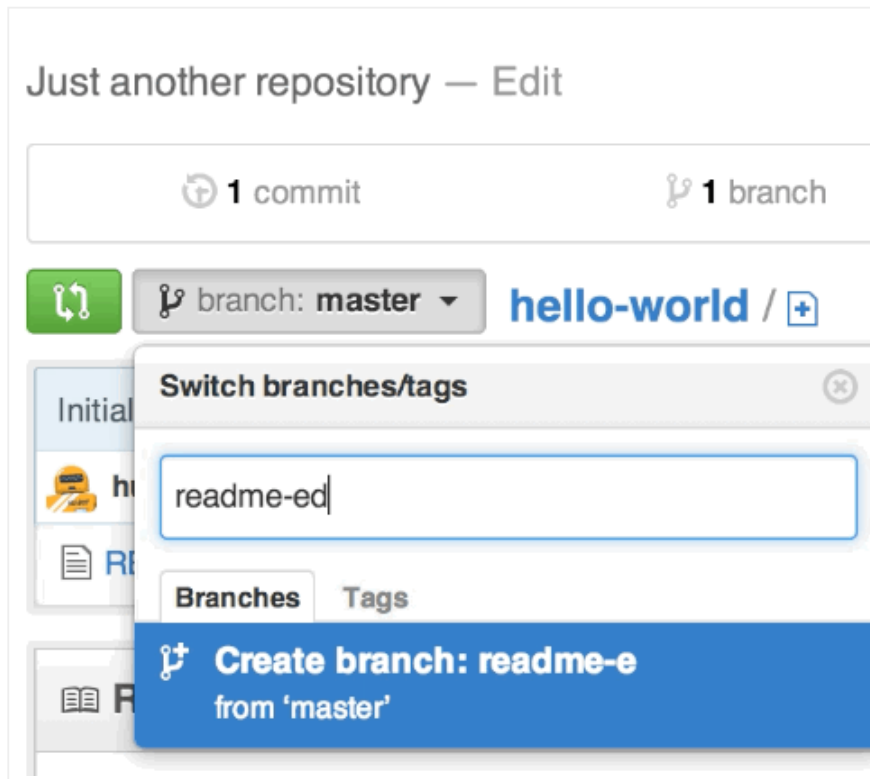 Just another repository — Edit
1 commit
1 branch
branch: master
hello-world /
Switch branches/tags
Initial
readme-ed
Branches Tags
Create branch: readme-e
from ‘master’